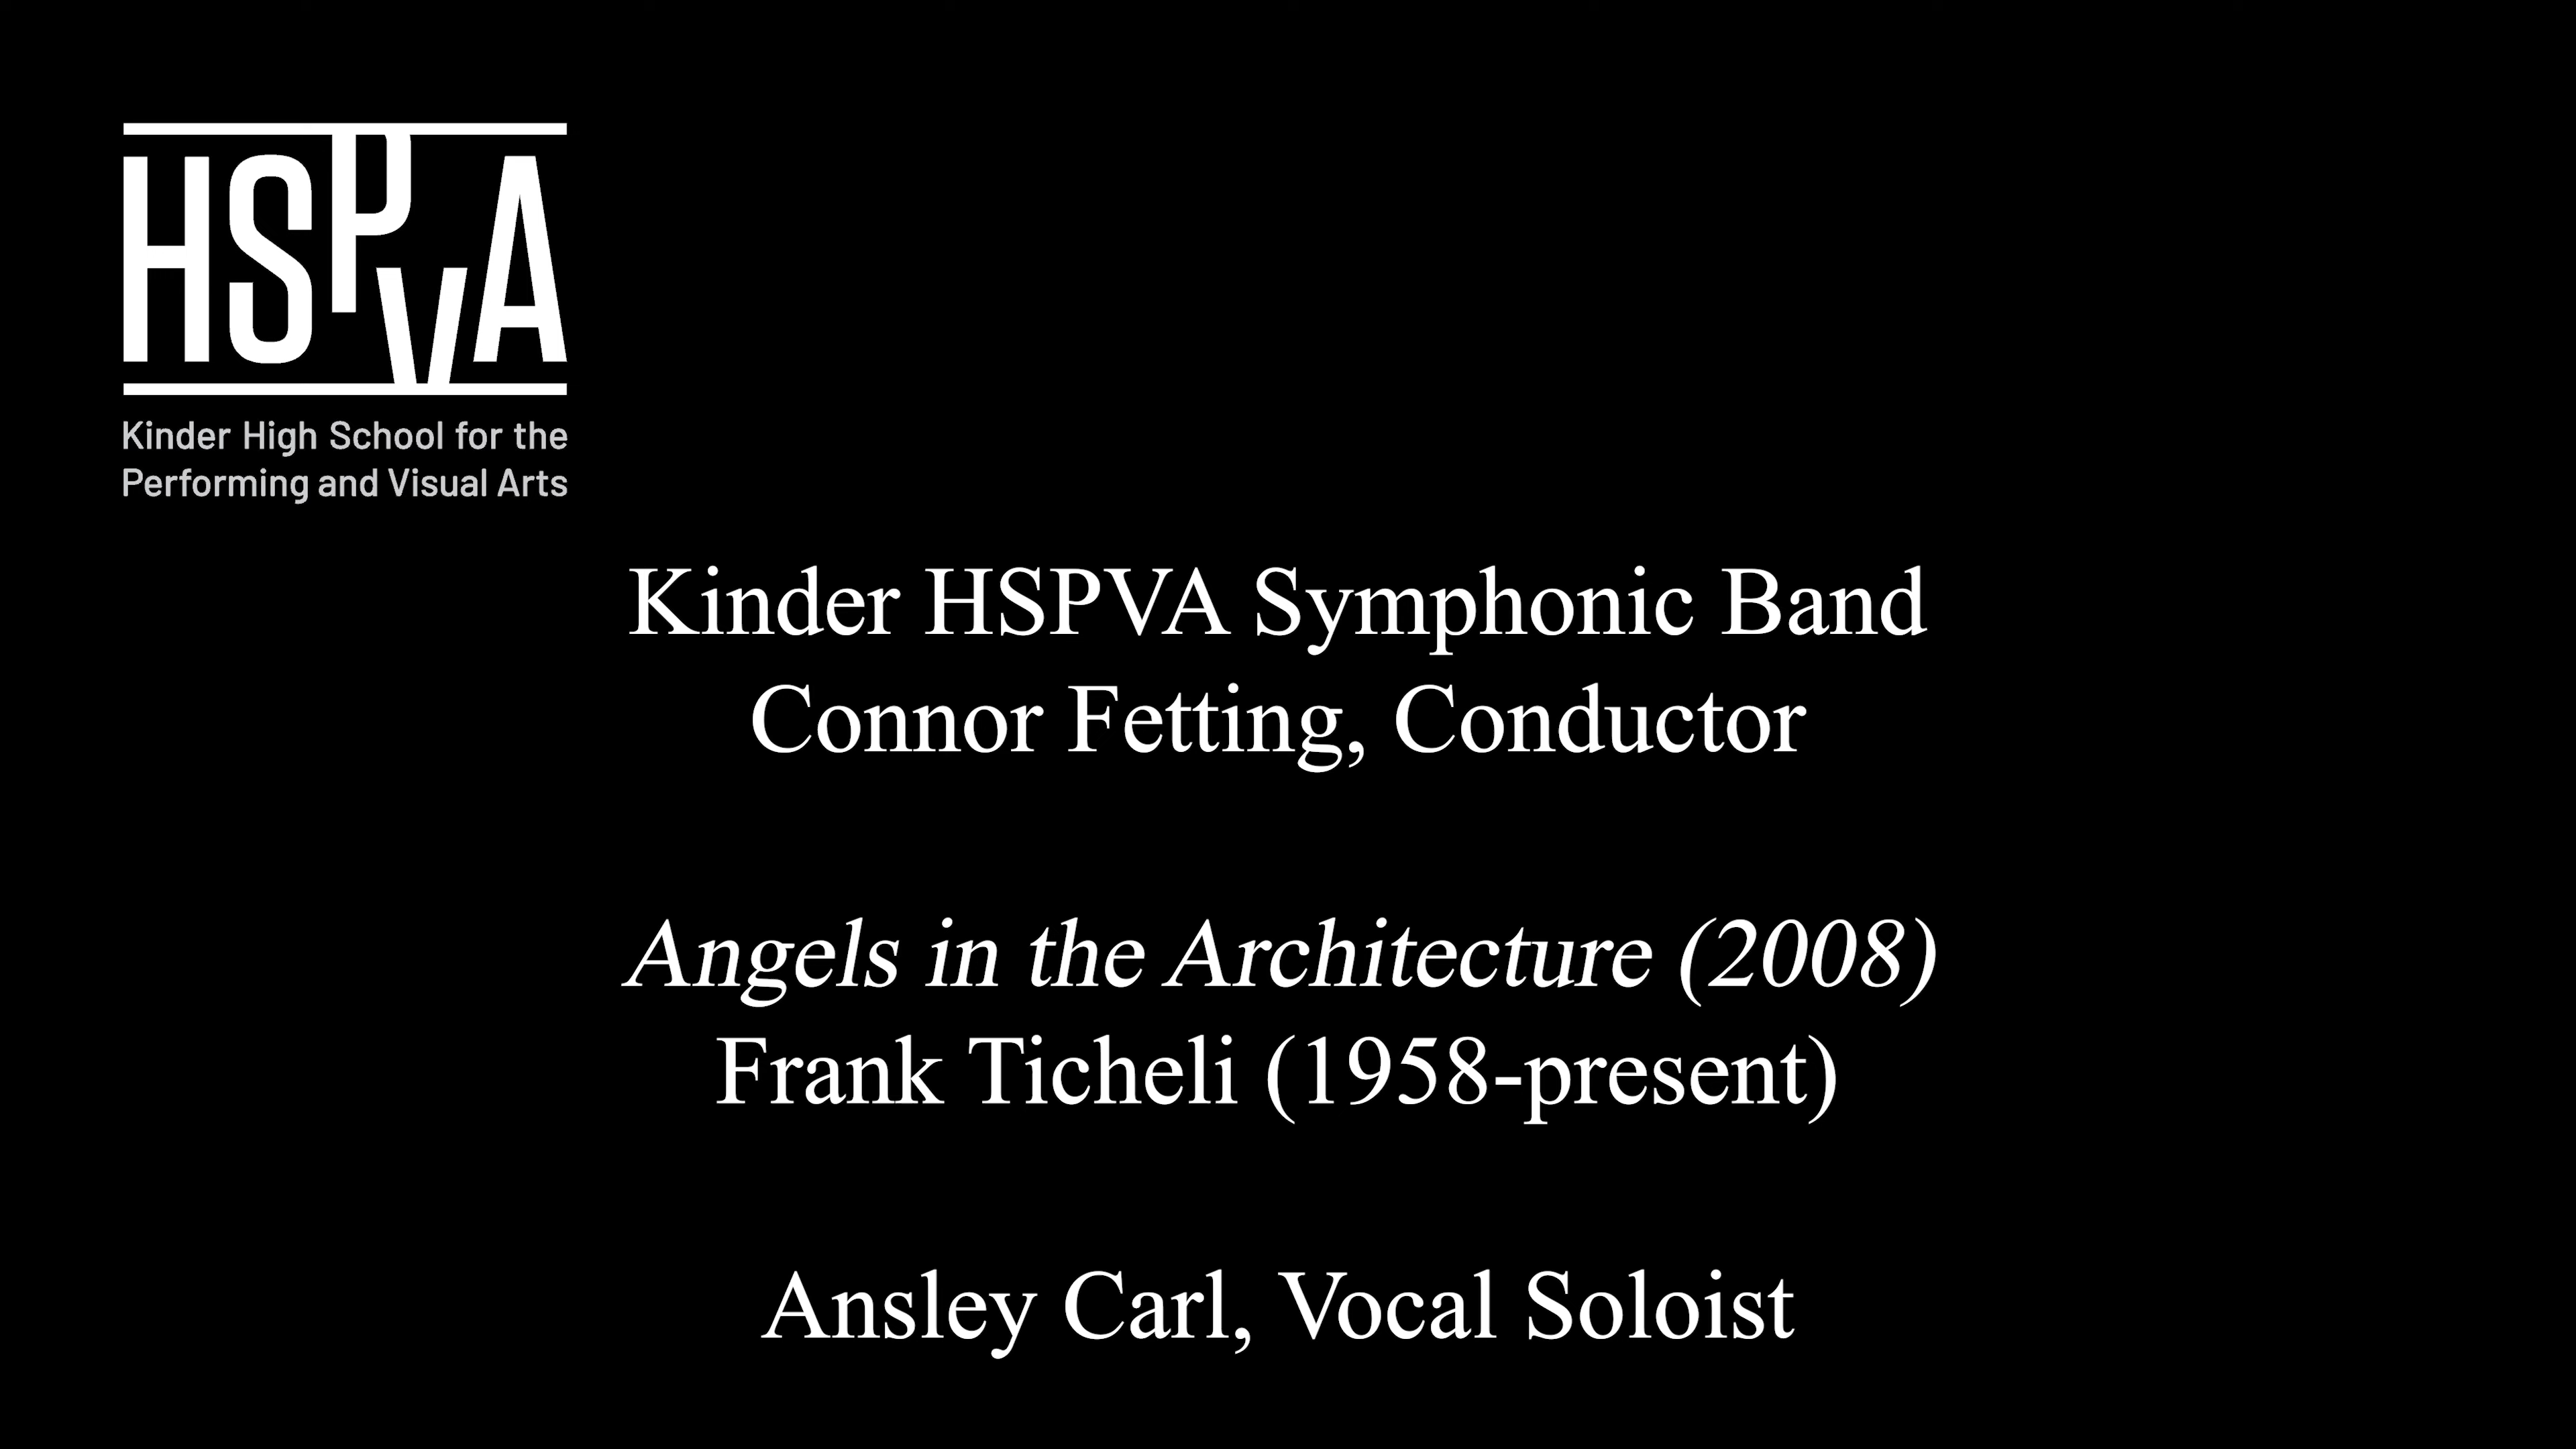 HSPVA
Kinder High School for the
Performing and Visual Arts
Kinder HSPVA Symphonic Band
Connor Fetting, Conductor
Angels in the Architecture (2008)
Frank Ticheli (1958-present)
Ansley Carl, Vocal Soloist